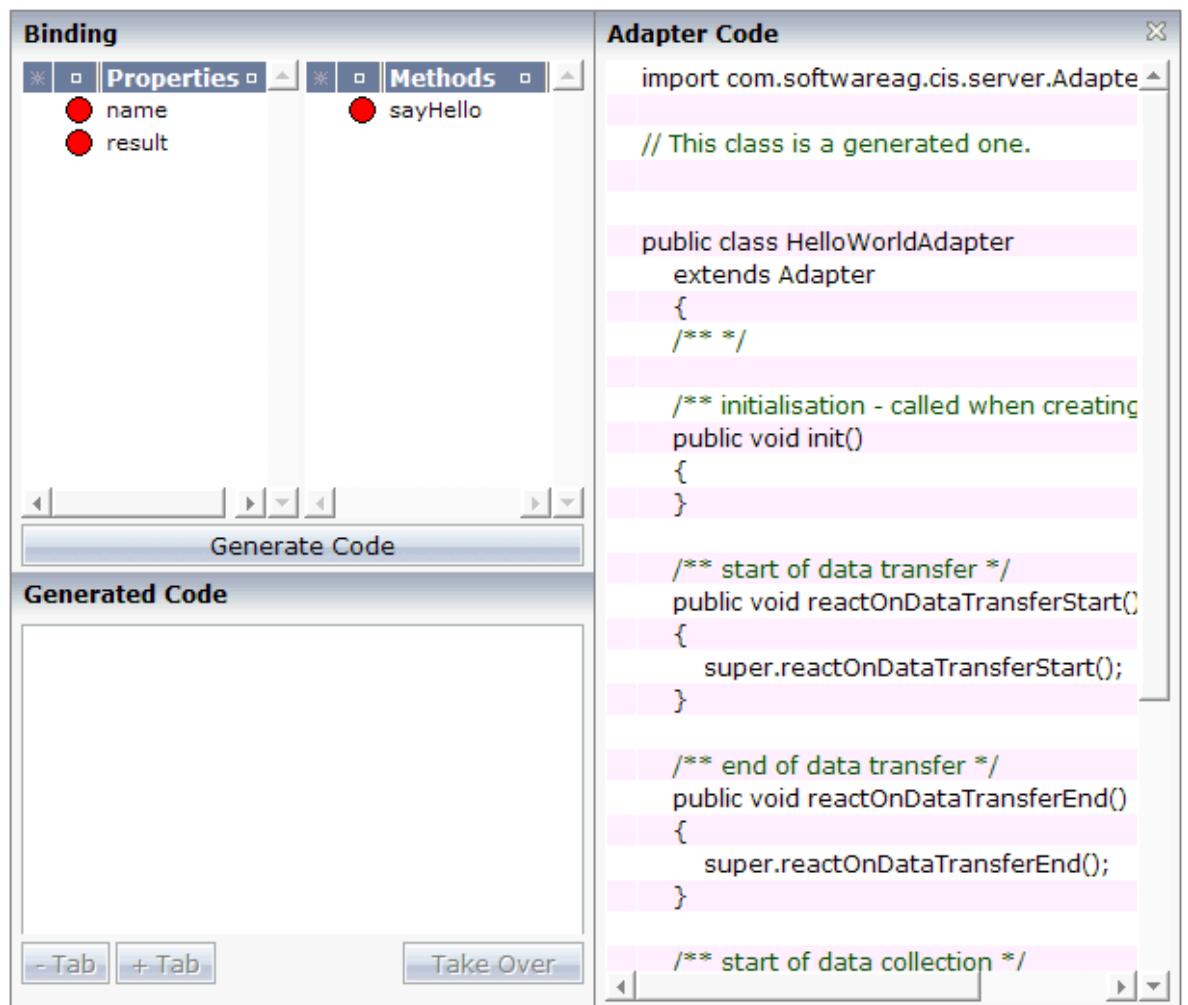 Binding
Properties
Methods
name
sayHello
result
Generate Code
Generated Code
- Tab
+ Tab
Take Over
Adapter Code
import com.softwareag.cis.server.Adapte
// This class is a generated one.
public class HelloWorldAdapter
extends Adapter
{
/** */
/** initialisation - called when creating
public void init()
{
}
/** start of data transfer */
public void reactOnDataTransferStart()
{
super.reactOnDataTransferStart();
}
/** end of data transfer */
public void reactOnDataTransferEnd()
{
super.reactOnDataTransferEnd();
}
/** start of data collection */